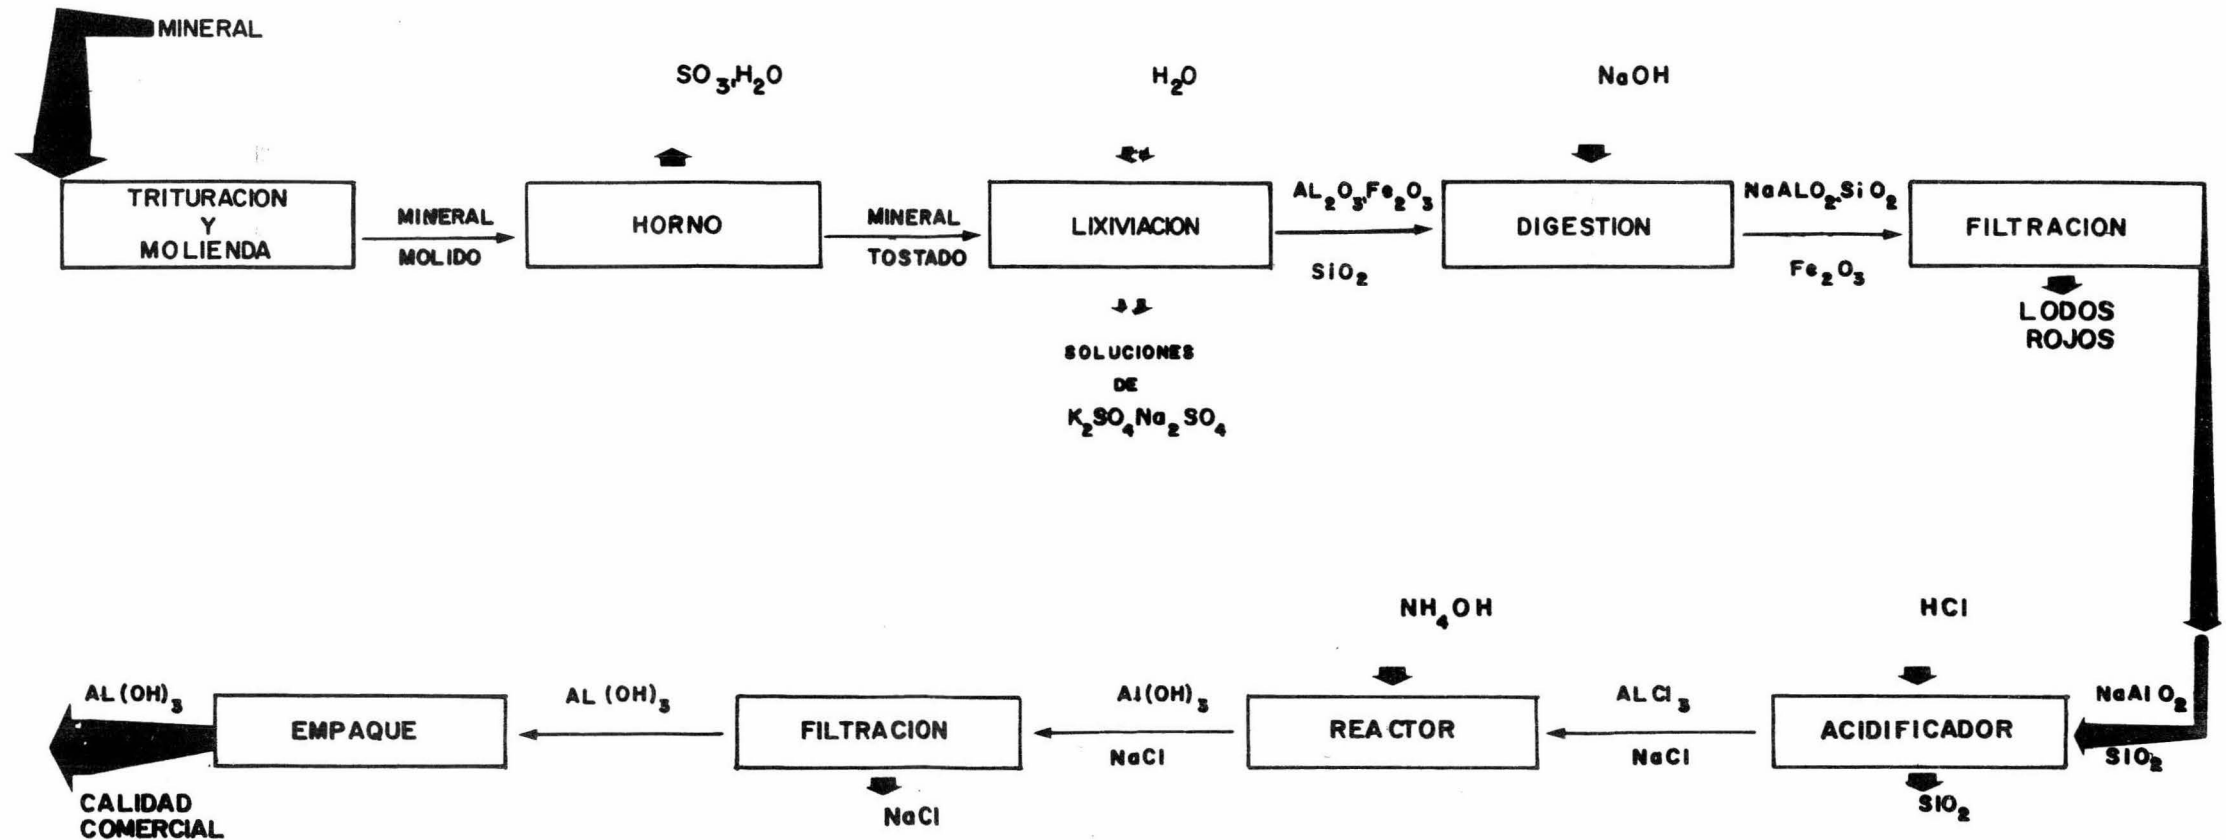 MINERAL
SO3,H2O
H2O
NaOH
TRITURACION
Y
MOLIENDA
MINERAL
MOLIDO
HORNO
MINERAL
TOSTADO
LIXIVIACION
AL2O3,Fe2O3
SiO2
DIGESTION
NaALO2.SiO2
Fe2O3
FILTRACION
LODOS
ROJOS
SOLUCIONES
DE
K2SO4Na2SO4
NH4OH
HCl
AL(OH)3
CALIDAD
COMERCIAL
EMPAQUE
AL (OH)3
FILTRACION
NaCl
Al(OH)3
NaCl
REACTOR
ALCl3
NaCl
ACIDIFICADOR
SIO2
NaAlO2
SIO2